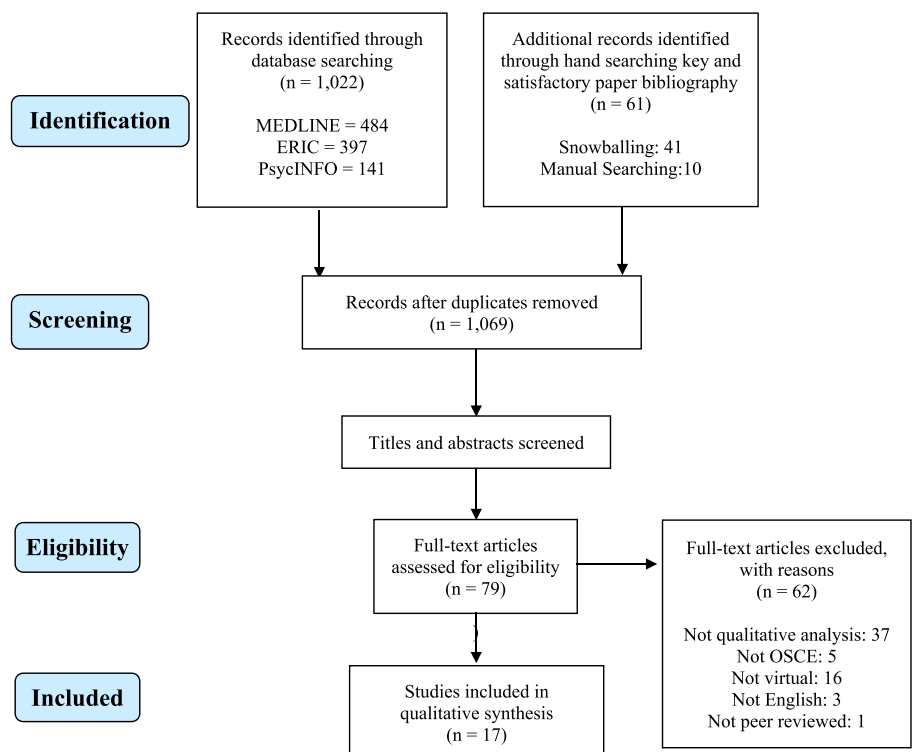 Records identified through
database searching
(n = 1,022)
MEDLINE = 484
ERIC = 397
PsycINFO = 141
Additional records identified
through hand searching key and
satisfactory paper bibliography
(n = 61)
Snowballing: 41
Manual Searching:10
Identification
Records after duplicates removed
(n = 1,069)
Screening
Titles and abstracts screened
Eligibility
Full-text articles
assessed for eligibility
(n = 79)
)
Full-text articles excluded,
with reasons
(n = 62)
Not qualitative analysis: 37
Not OSCE: 5
Not virtual: 16
Not English: 3
Not peer reviewed: 1
Included
Studies included in
qualitative synthesis
(n = 17)